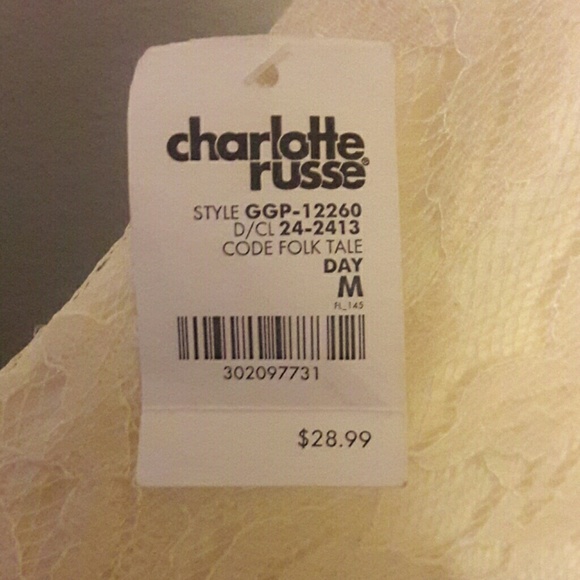 charlotte
russe®
STYLE GGP-12260
D/CL 24-2413
CODE FOLK TALE
DAY
M
FL_145
302097731
$28.99